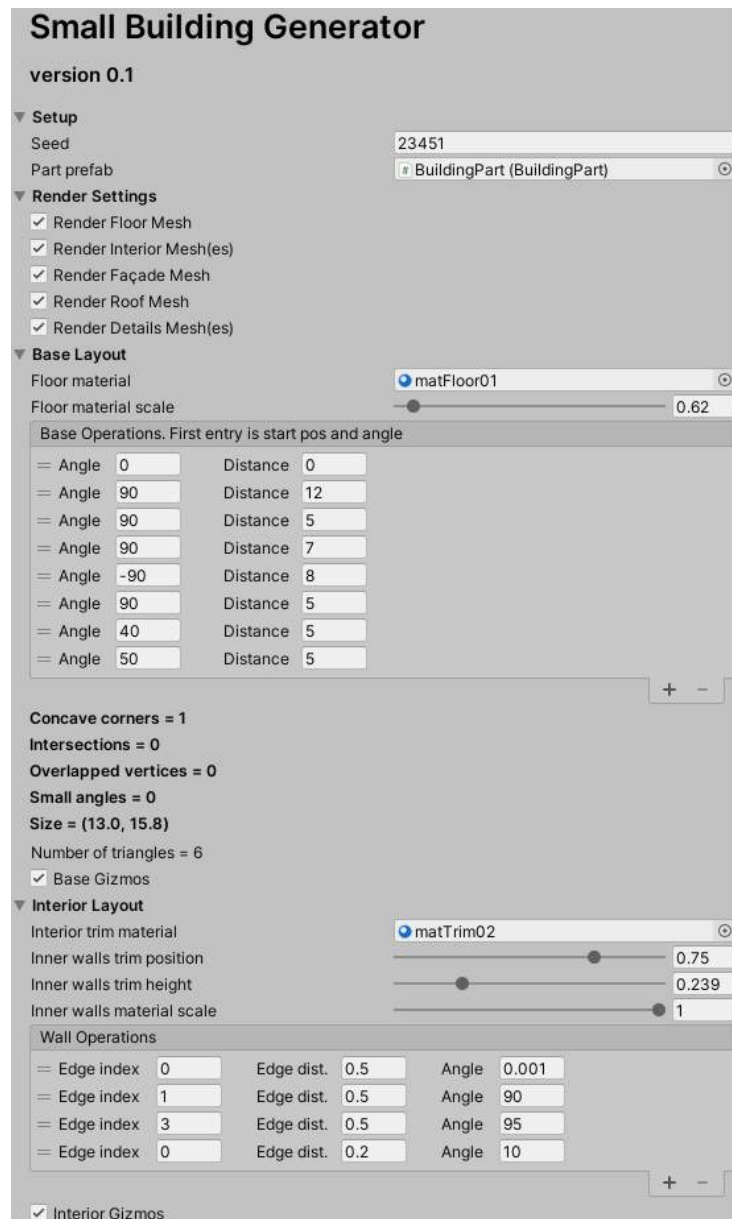 Small Building Generator
version 0.1
Setup
Seed 23451
Part prefab BuildingPart (BuildingPart)
Render Settings
Render Floor Mesh
Render Interior Mesh(es)
Render Façade Mesh
Render Roof Mesh
Render Details Mesh(es)
Base Layout
Floor material matFloor01
Floor material scale 0.62
Base Operations. First entry is start pos and angle
Angle 0 Distance 0
Angle 90 Distance 12
Angle 90 Distance 5
Angle 90 Distance 7
Angle -90 Distance 8
Angle 90 Distance 5
Angle 40 Distance 5
Angle 50 Distance 5
+ -
Concave corners = 1
Intersections = 0
Overlapped vertices = 0
Small angles = 0
Size = (13.0, 15.8)
Number of triangles = 6
Base Gizmos
Interior Layout
Interior trim material matTrim02
Inner walls trim position 0.75
Inner walls trim height 0.239
Inner walls material scale 1
Wall Operations
Edge index 0 Edge dist. 0.5 Angle 0.001
Edge index 1 Edge dist. 0.5 Angle 90
Edge index 3 Edge dist. 0.5 Angle 95
Edge index 0 Edge dist. 0.2 Angle 10
+ -
Interior Gizmos